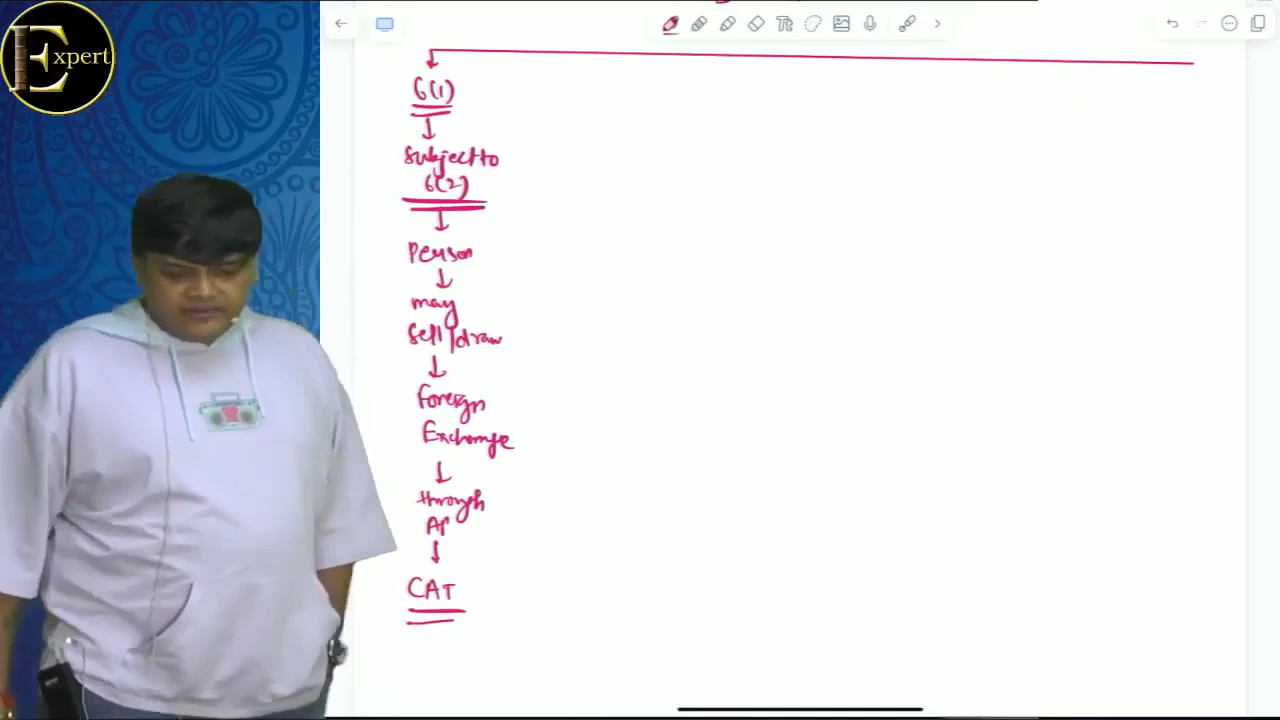 Expert
6(1)
Subject to
6(2)
Person
may
Sell/draw
Foreign
Exchange
through
AP
CAT